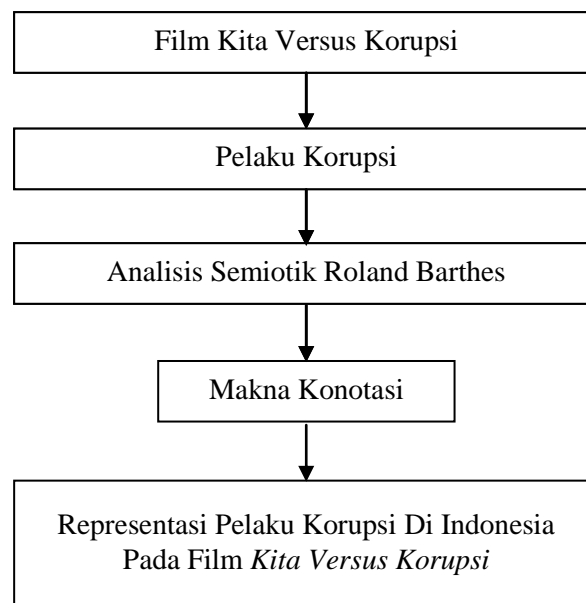 Film Kita Versus Korupsi
Pelaku Korupsi
Analisis Semiotik Roland Barthes
Makna Konotasi
Representasi Pelaku Korupsi Di Indonesia
Pada Film Kita Versus Korupsi